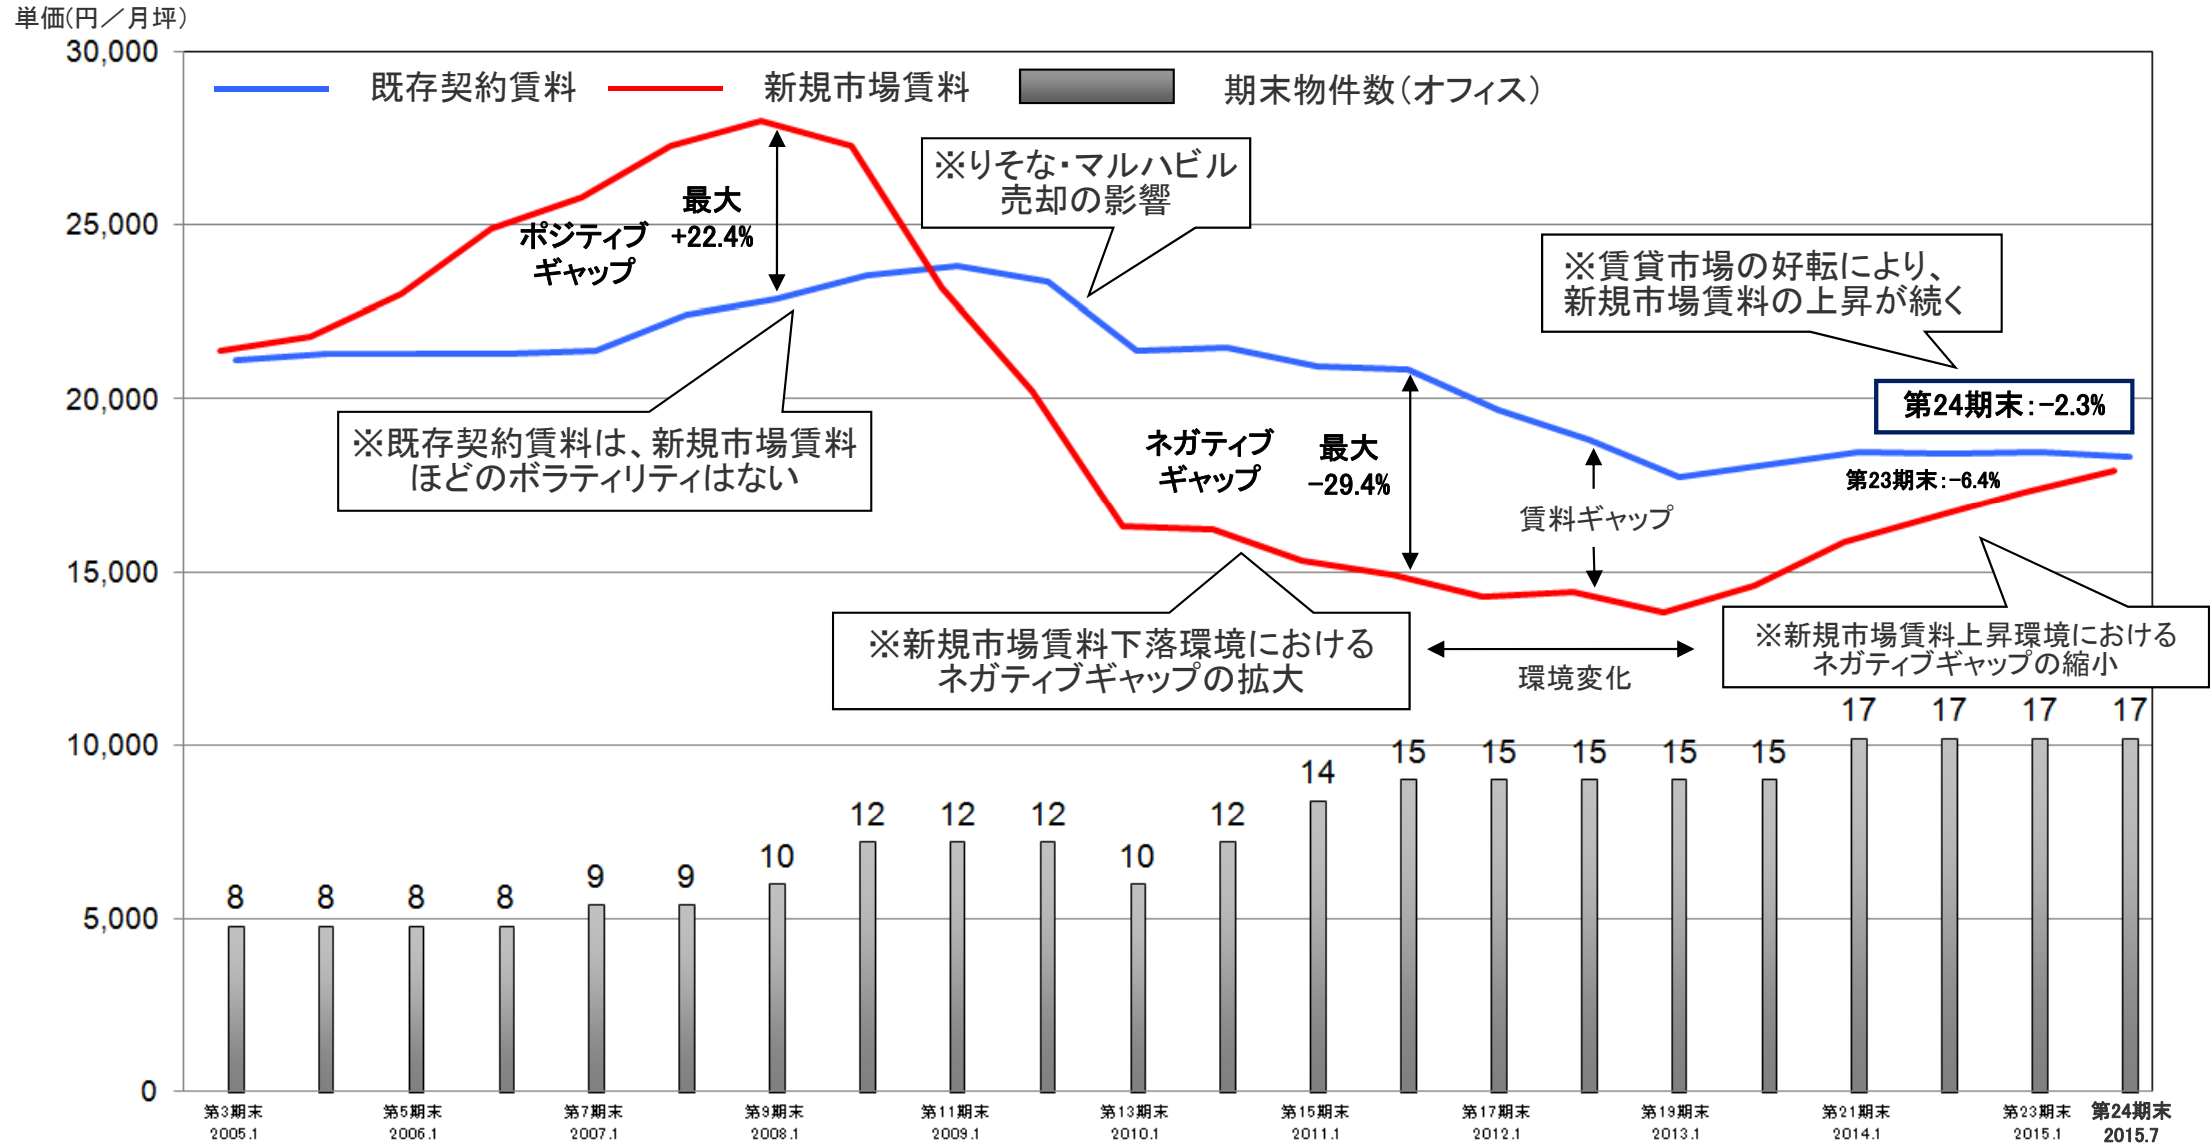 単価(円／月坪)
30,000
25,000
20,000
15,000
10,000
5,000
0
既存契約賃料
新規市場賃料
期末物件数(オフィス)
最大
+22.4%
ポジティブ
ギャップ
※りそな・マルハビル
売却の影響
※賃貸市場の好転により、
新規市場賃料の上昇が続く
第24期末：-2.3%
第23期末：-6.4%
※既存契約賃料は、新規市場賃料
ほどのボラティリティはない
ネガティブ
ギャップ
最大
-29.4%
賃料ギャップ
※新規市場賃料下落環境における
ネガティブギャップの拡大
環境変化
※新規市場賃料上昇環境における
ネガティブギャップの縮小
8
8
8
8
9
9
10
12
12
12
10
12
14
15
15
15
15
15
17
17
17
17
第3期末
2005.1
第5期末
2006.1
第7期末
2007.1
第9期末
2008.1
第11期末
2009.1
第13期末
2010.1
第15期末
2011.1
第17期末
2012.1
第19期末
2013.1
第21期末
2014.1
第23期末
2015.1
第24期末
2015.7